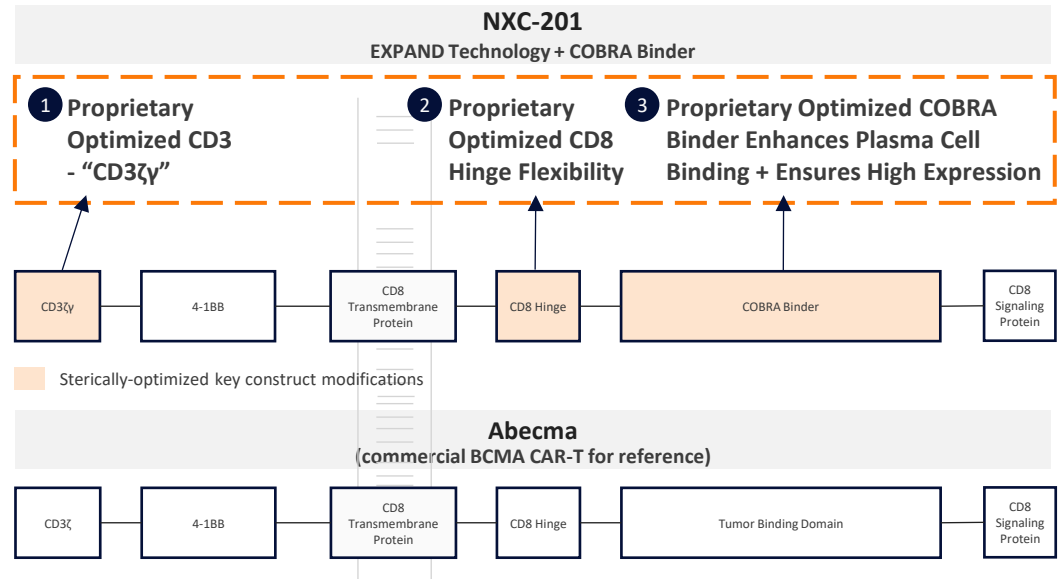 NXC-201
EXPAND Technology + COBRA Binder
1
Proprietary
Optimized CD3
- “CD3ζγ”
2
Proprietary
Optimized CD8
Hinge Flexibility
3
Proprietary Optimized COBRA
Binder Enhances Plasma Cell
Binding + Ensures High Expression
CD3ζγ
4-1BB
CD8
Transmembrane
Protein
CD8 Hinge
COBRA Binder
CD8
Signaling
Protein
Sterically-optimized key construct modifications
Abecma
(commercial BCMA CAR-T for reference)
CD3ζ
4-1BB
CD8
Transmembrane
Protein
CD8 Hinge
Tumor Binding Domain
CD8
Signaling
Protein